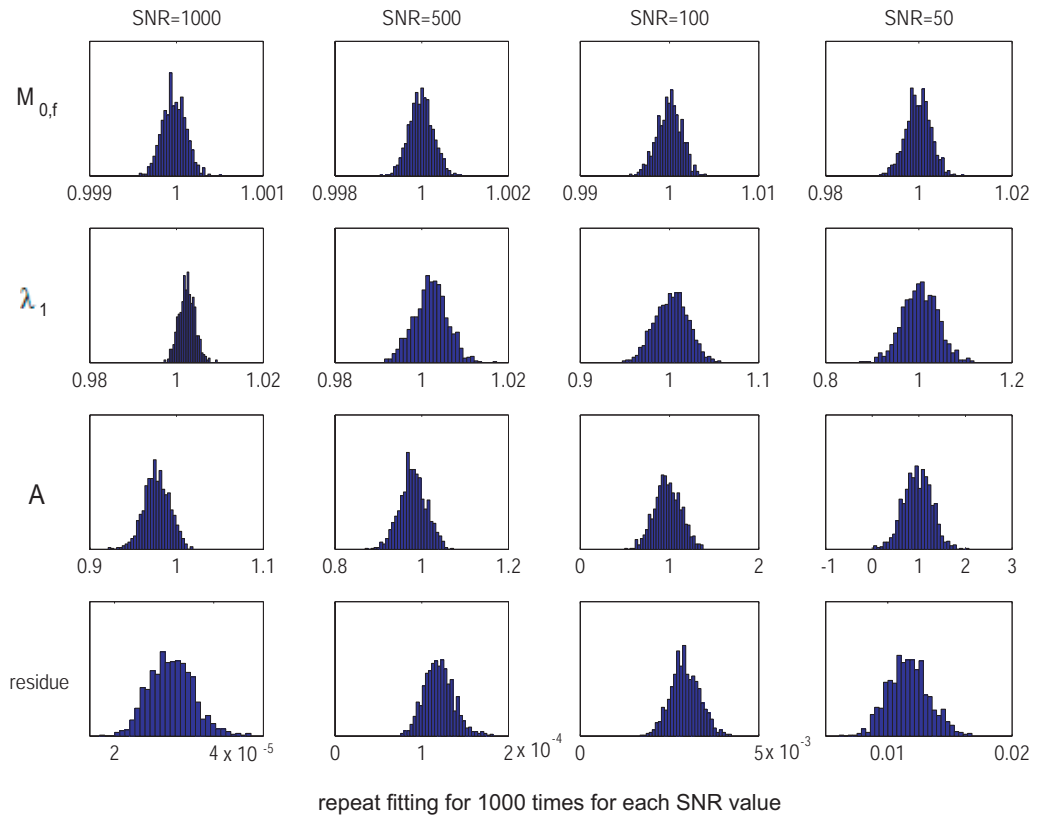 SNR=1000 SNR=500 SNR=100 SNR=50
M0,f
0.999 1 1.001 0.998 1 1.002 0.99 1 1.01 0.98 1 1.02
λ1
0.98 1 1.02 0.98 1 1.02 0.9 1 1.1 0.8 1 1.2
A
0.9 1 1.1 0.8 1 1.2 0 1 2 -1 0 1 2 3
residue
2 4 x 10 -5 0 1 2 x 10 -4 0 5 x 10 -3 0.01 0.02
repeat fitting for 1000 times for each SNR value